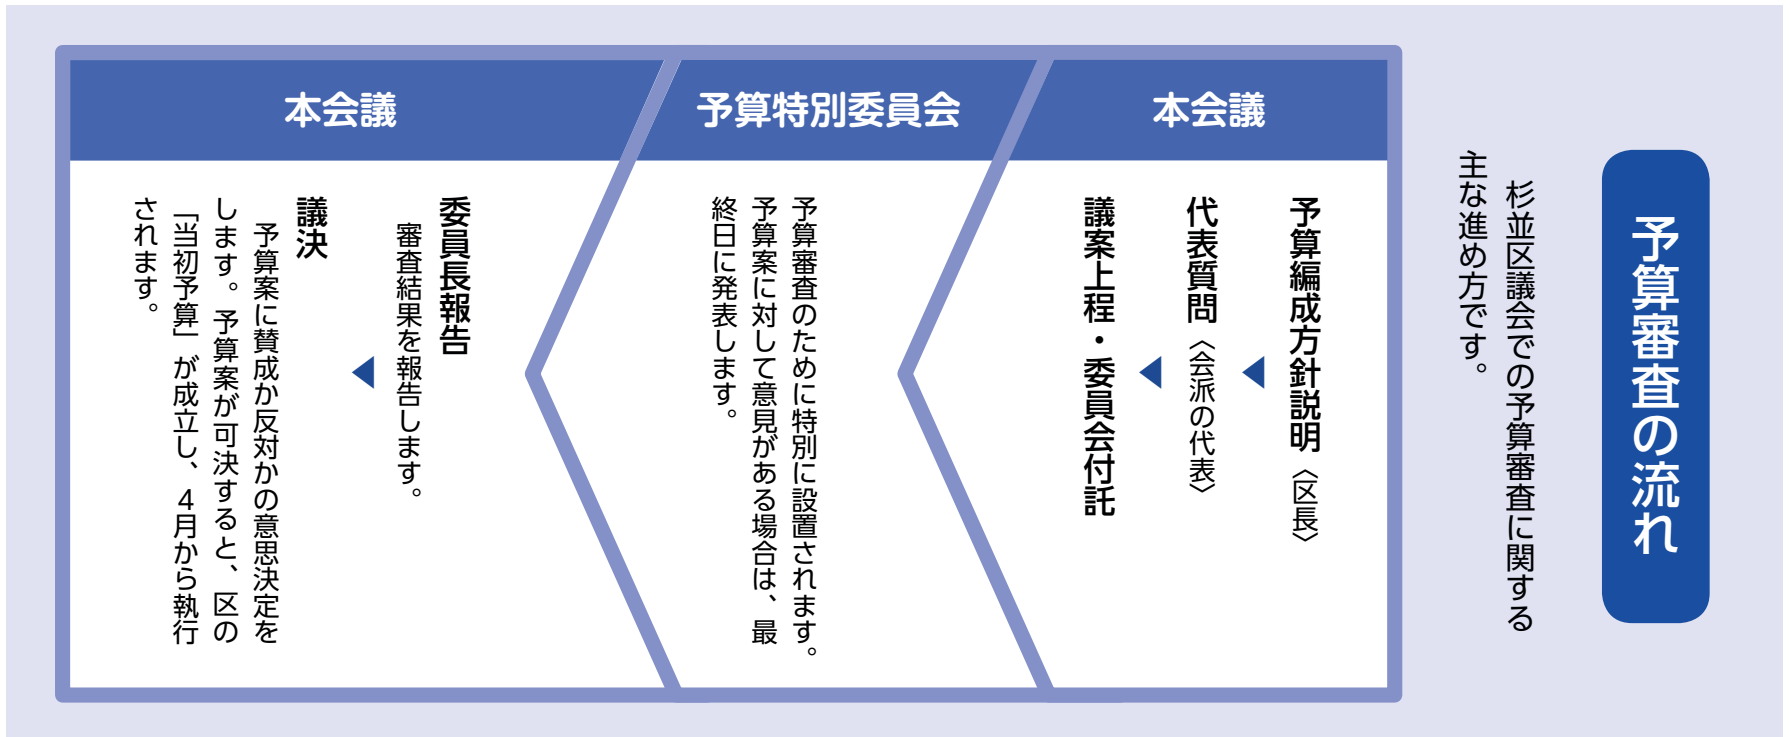 予算審査の流れ
杉並区議会での予算審査に関する
主な進め方です。
本会議
予算編成方針説明〈区長〉
代表質問〈会派の代表〉
議案上程・委員会付託
予算特別委員会
予算審査のために特別に設置されます。
予算案に対して意見がある場合は、最
終日に発表します。
本会議
委員長報告
審査結果を報告します。
議決
予算案に賛成か反対かの意思決定を
します。予算案が可決すると、区の
「当初予算」が成立し、4月から執行
されます。